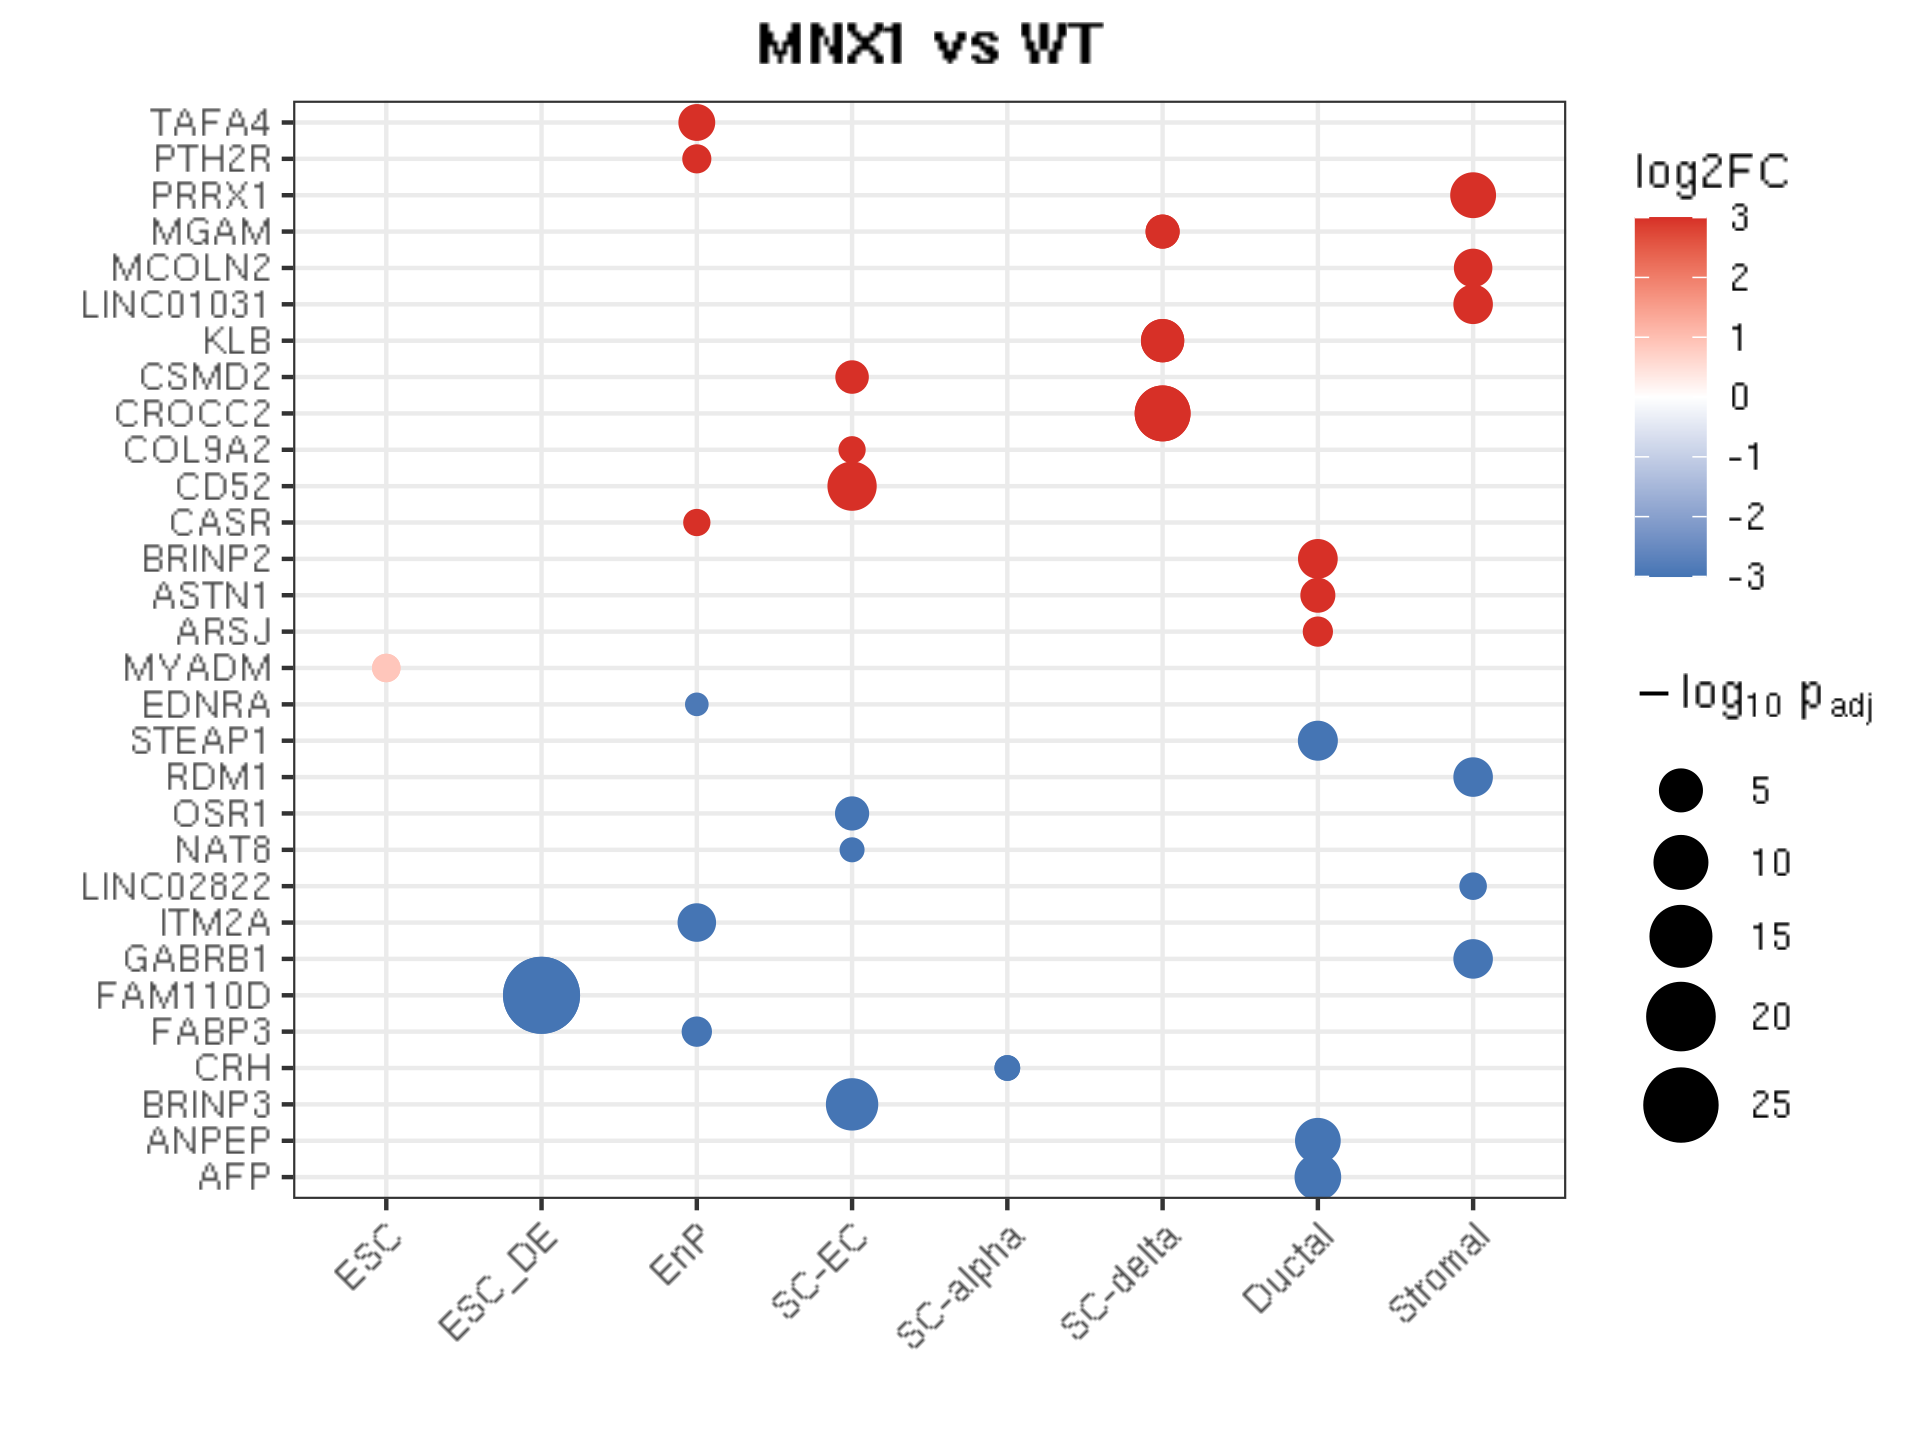 MNX1 vs WT
TAFA4
PTH2R
PRRX1
MGAM
MCOLN2
LINC01031
KLB
CSMD2
CROCC2
COL9A2
CD52
CASR
BRINP2
ASTN1
ARSJ
MYADM
EDNRA
STEAP1
RDM1
OSR1
NAT8
LINC02822
ITM2A
GABRB1
FAM110D
FABP3
CRH
BRINP3
ANPEP
AFP
ESC
ESC_DE
EnP
SC-EC
SC-alpha
SC-delta
Ductal
Stromal
log2FC
3
2
1
0
-1
-2
-3
− log10 p adj
5
10
15
20
25